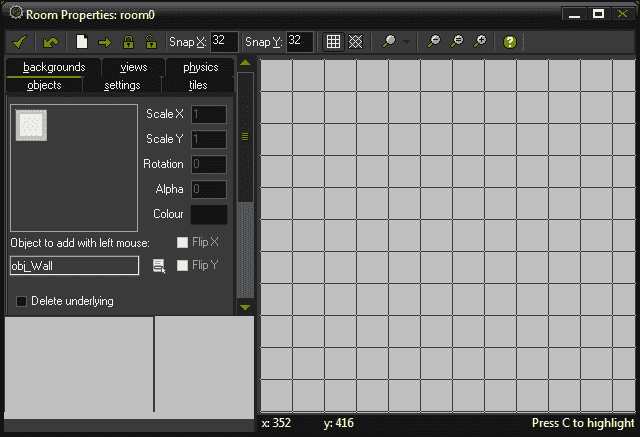 Room Properties: room0
Snap X: 32 Snap Y: 32
backgrounds views physics
objects settings tiles
Scale X 1
Scale Y 1
Rotation 0
Alpha 0
Colour
Object to add with left mouse:
Flip X
obj_Wall
Flip Y
Delete underlying
x: 352 y: 416 Press C to highlight